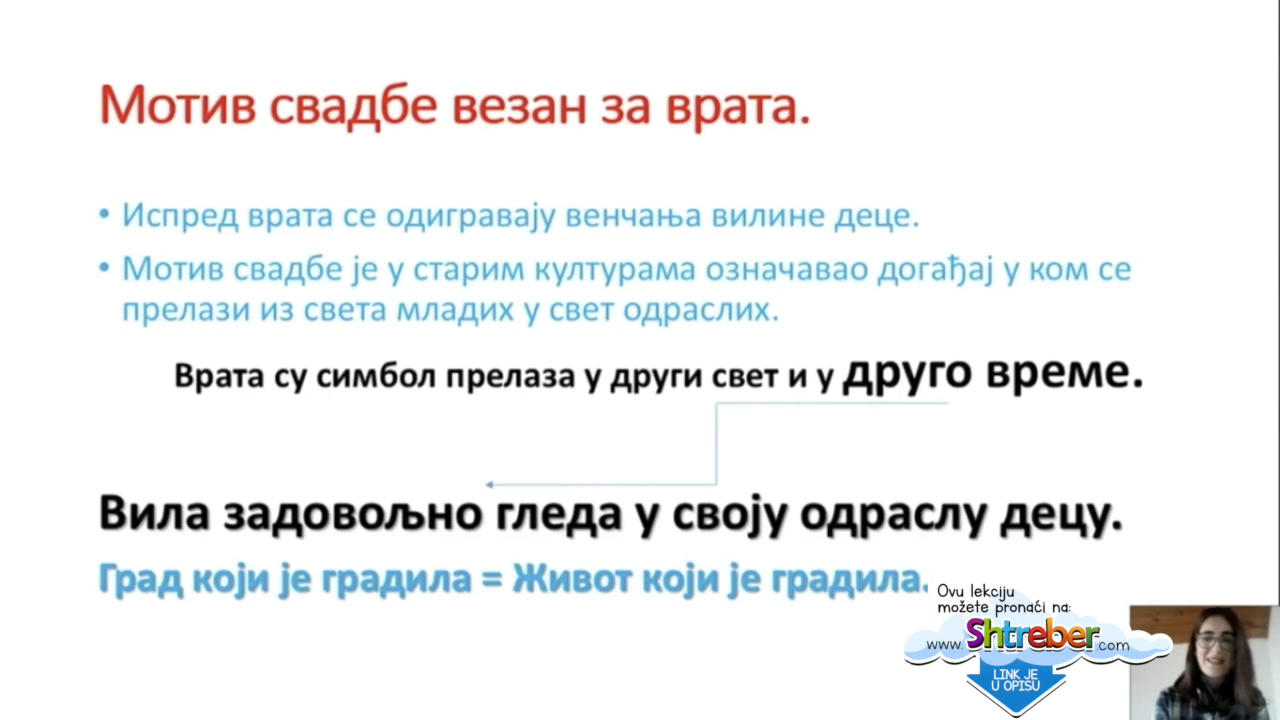 Мотив свадбе везан за врата.
• Испред врата се одигравају венчања вилине деце.
• Мотив свадбе је у старим културама означавао догађај у ком се
прелази из света младих у свет одраслих.
Врата су симбол прелаза у други свет и у друго време.
Вила задовољно гледа у своју одраслу децу.
Град који је градила = Живот који је градила.
Ovu lekciju
možete pronaći na:
www.Shtreber.com
LINK JE
U OPISU